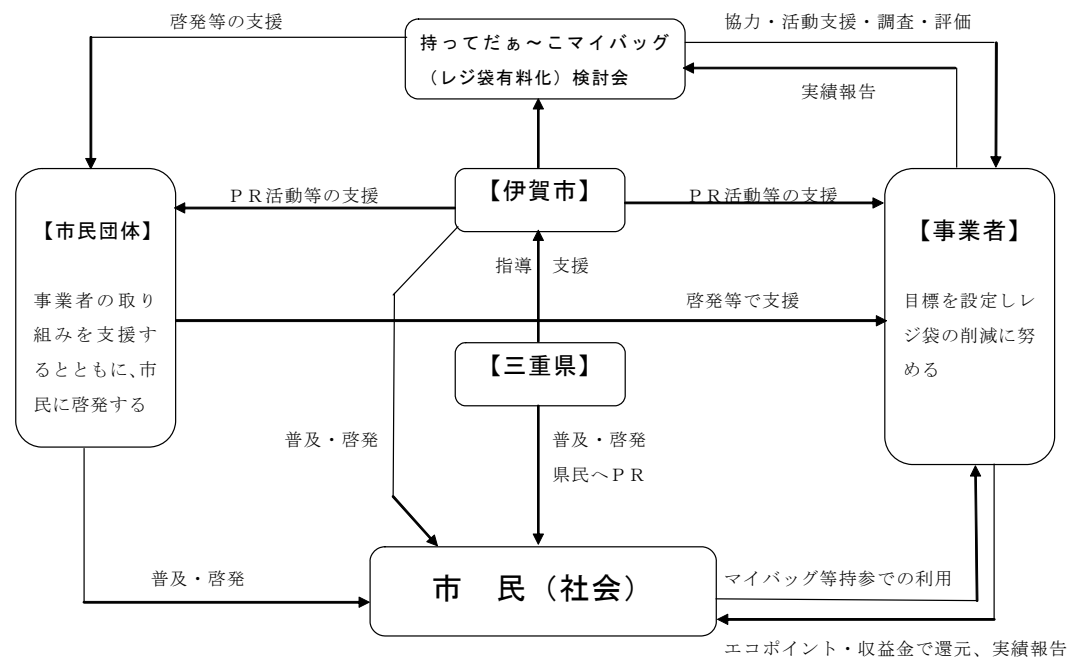 啓発等の支援
持ってだぁ～こマイバッグ
（レジ袋有料化）検討会
協力・活動支援・調査・評価
実績報告
【伊賀市】
ＰＲ活動等の支援
ＰＲ活動等の支援
【市民団体】
事業者の取り
組みを支援す
るとともに、市
民に啓発する
【事業者】
目標を設定しレ
ジ袋の削減に努
める
指導　支援
啓発等で支援
【三重県】
普及・啓発
普及・啓発
県民へＰＲ
普及・啓発
市　民（社会）
マイバッグ等持参での利用
エコポイント・収益金で還元、実績報告